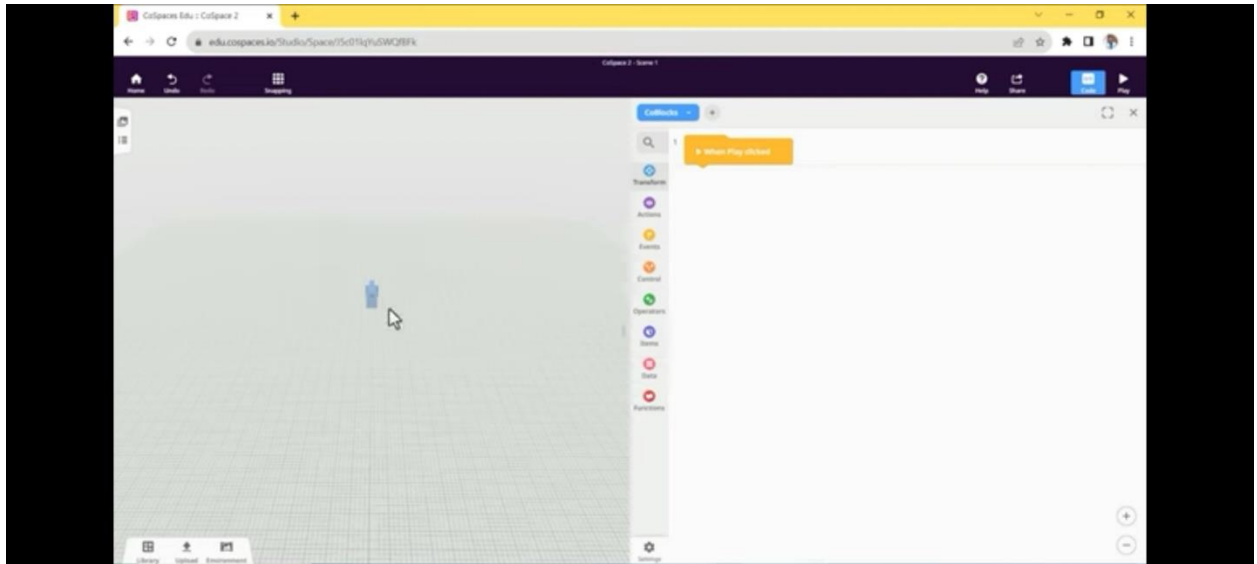 CoSpaces Edu :: CoSpace 2
edu.cospaces.io/Studio/Space/
CoSpace 2 - Scene 1
Home Undo Redo Snapping Help Share Code Play
CoBlocks
1 When Play clicked
Transform
Actions
Events
Control
Operators
Items
Data
Functions
Library Upload Environment
Settings